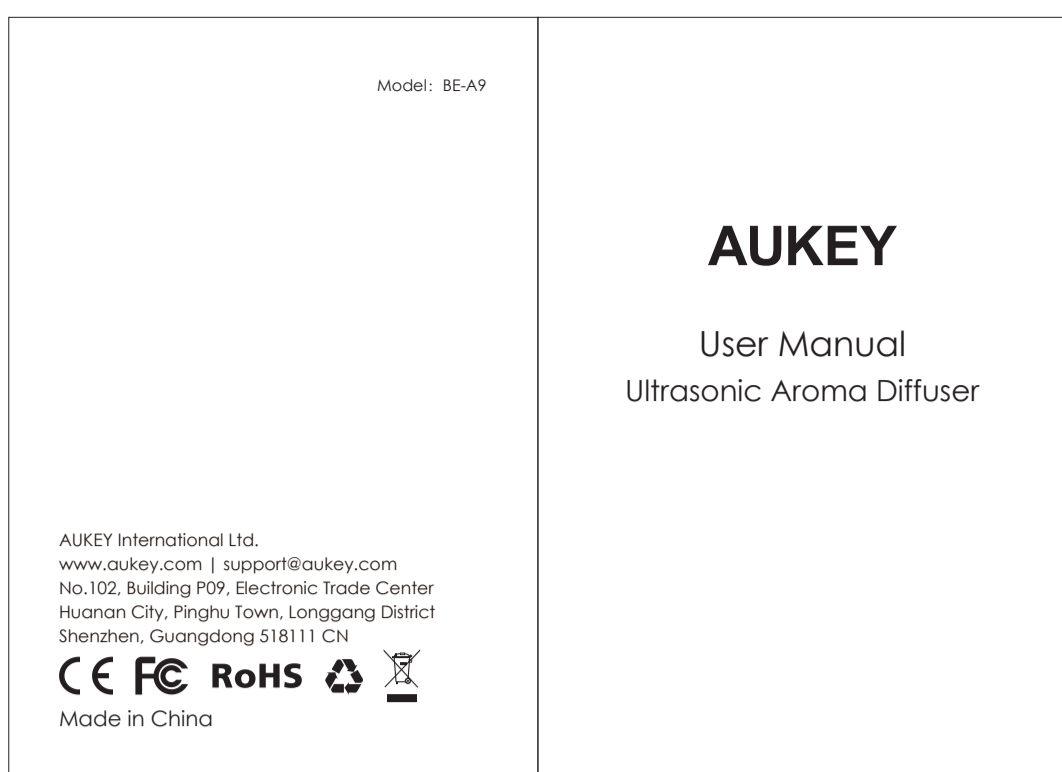 Model: BE-A9
AUKEY International Ltd.
www.aukey.com | support@aukey.com
No.102, Building P09, Electronic Trade Center
Huanan City, Pinghu Town, Longgang District
Shenzhen, Guangdong 518111 CN
CE FC RoHS
Made in China
AUKEY
User Manual
Ultrasonic Aroma Diffuser